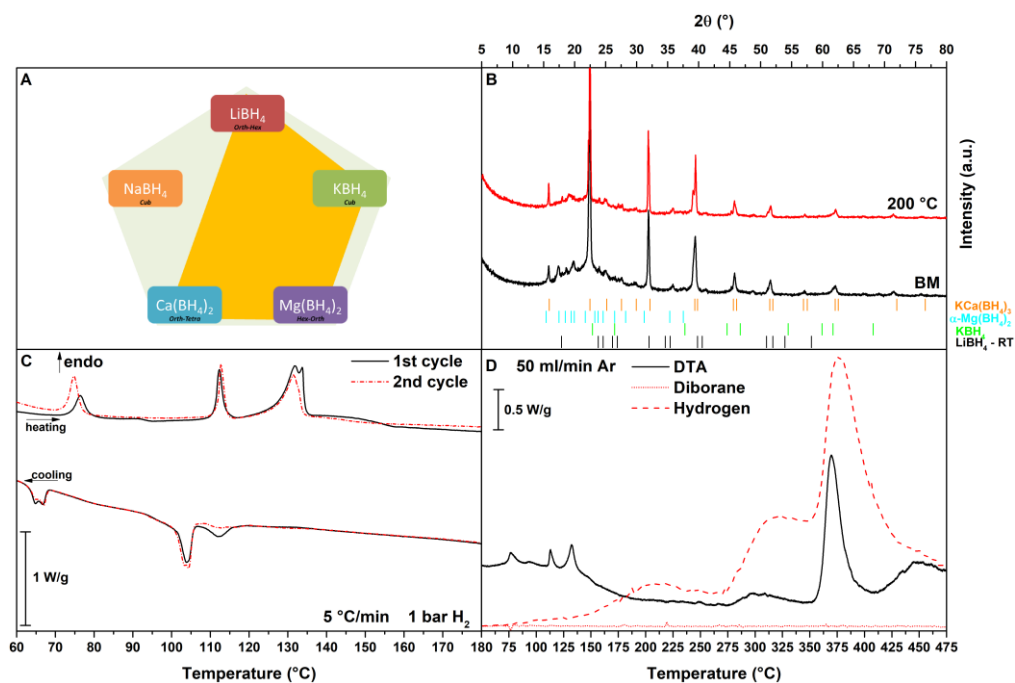 2θ (°)
5 10 15 20 25 30 35 40 45 50 55 60 65 70 75 80
A
LiBH4
Orth-Hex
NaBH4
Cub
KBH4
Cub
Ca(BH4)2
Orth-Tetra
Mg(BH4)2
Hex-Orth
B
200 °C
BM
Intensity (a.u.)
KCa(BH4)3
α-Mg(BH4)2
KBH4
LiBH4 - RT
C
endo
1st cycle
2nd cycle
heating
cooling
1 W/g
5 °C/min 1 bar H2
60 70 80 90 100 110 120 130 140 150 160 170 180
Temperature (°C)
D
50 ml/min Ar
0.5 W/g
DTA
Diborane
Hydrogen
75 100 125 150 175 200 225 250 275 300 325 350 375 400 425 450 475
Temperature (°C)